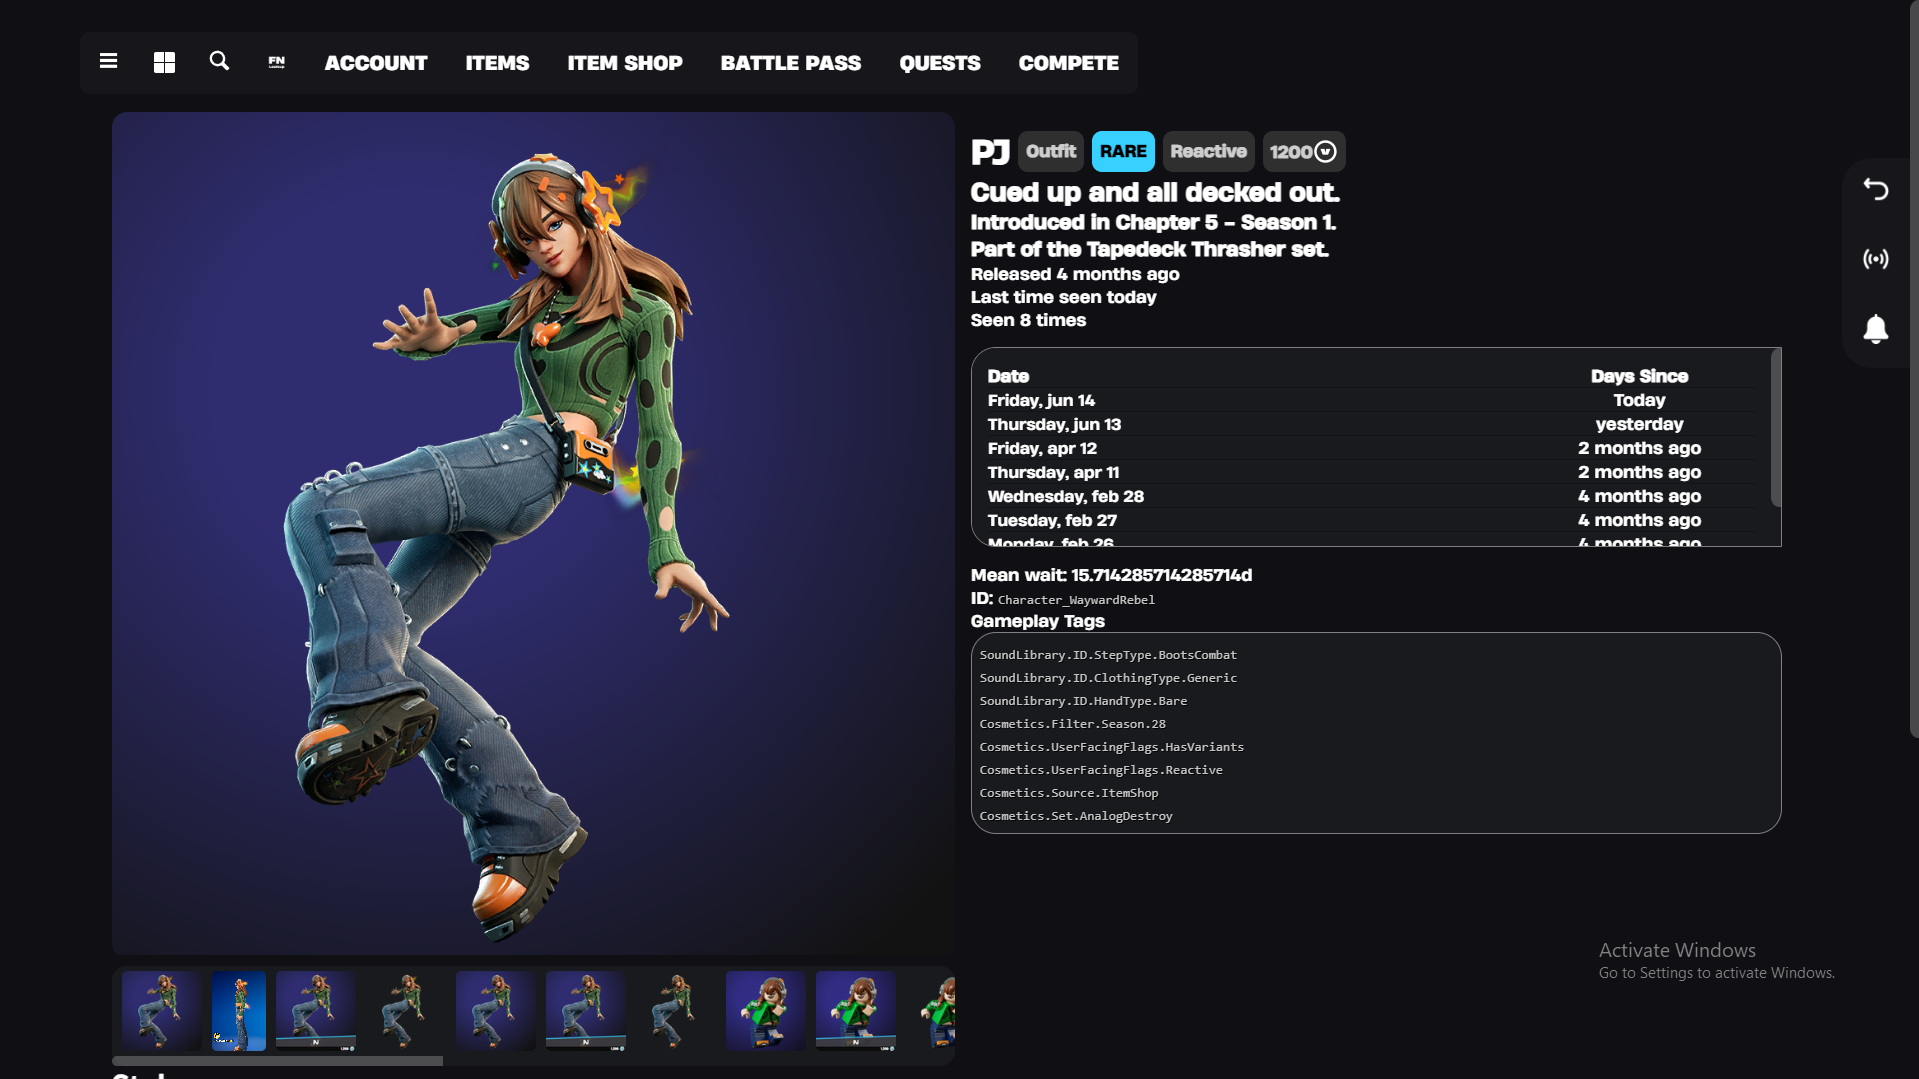 FN
ACCOUNT
ITEMS
ITEM SHOP
BATTLE PASS
QUESTS
COMPETE
PJ
Outfit
RARE
Reactive
1200
Cued up and all decked out.
Introduced in Chapter 5 - Season 1.
Part of the Tapedeck Thrasher set.
Released 4 months ago
Last time seen today
Seen 8 times
Date Days Since
Friday, jun 14 Today
Thursday, jun 13 yesterday
Friday, apr 12 2 months ago
Thursday, apr 11 2 months ago
Wednesday, feb 28 4 months ago
Tuesday, feb 27 4 months ago
Monday, feb 26 4 months ago
Mean wait: 15.714285714285714d
ID: Character_WaywardRebel
Gameplay Tags
SoundLibrary.ID.StepType.BootsCombat
SoundLibrary.ID.ClothingType.Generic
SoundLibrary.ID.HandType.Bare
Cosmetics.Filter.Season.28
Cosmetics.UserFacingFlags.HasVariants
Cosmetics.UserFacingFlags.Reactive
Cosmetics.Source.ItemShop
Cosmetics.Set.AnalogDestroy
Activate Windows
Go to Settings to activate Windows.